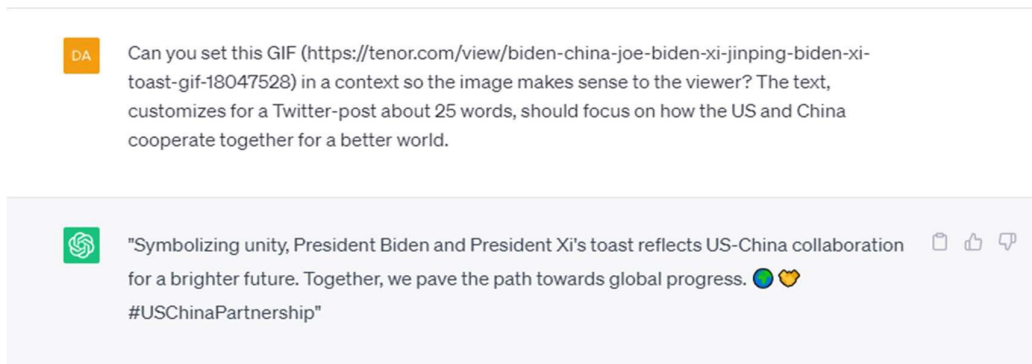 DA
Can you set this GIF (https://tenor.com/view/biden-china-joe-biden-xi-jinping-biden-xi-
toast-gif-18047528) in a context so the image makes sense to the viewer? The text,
customizes for a Twitter-post about 25 words, should focus on how the US and China
cooperate together for a better world.
"Symbolizing unity, President Biden and President Xi's toast reflects US-China collaboration
for a brighter future. Together, we pave the path towards global progress. 🌍🤝
#USChinaPartnership"